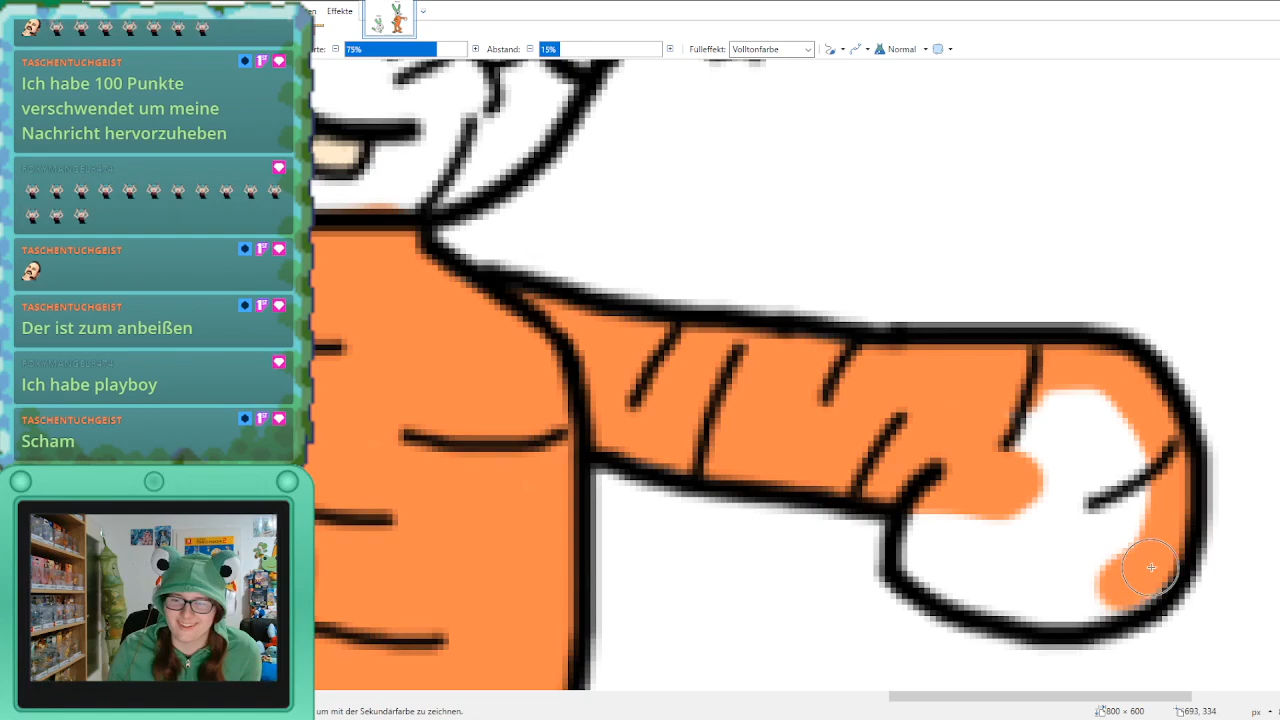 en Effekte
rte: 75% Abstand: 15% Fülleffekt: Volltonfarbe Normal
TASCHENTUCHGEIST
Ich habe 100 Punkte
verschwendet um meine
Nachricht hervorzuheben
TASCHENTUCHGEIST
TASCHENTUCHGEIST
Der ist zum anbeißen
Ich habe playboy
TASCHENTUCHGEIST
Scham
um mit der Sekundärfarbe zu zeichnen. 800 × 600 693, 334 px